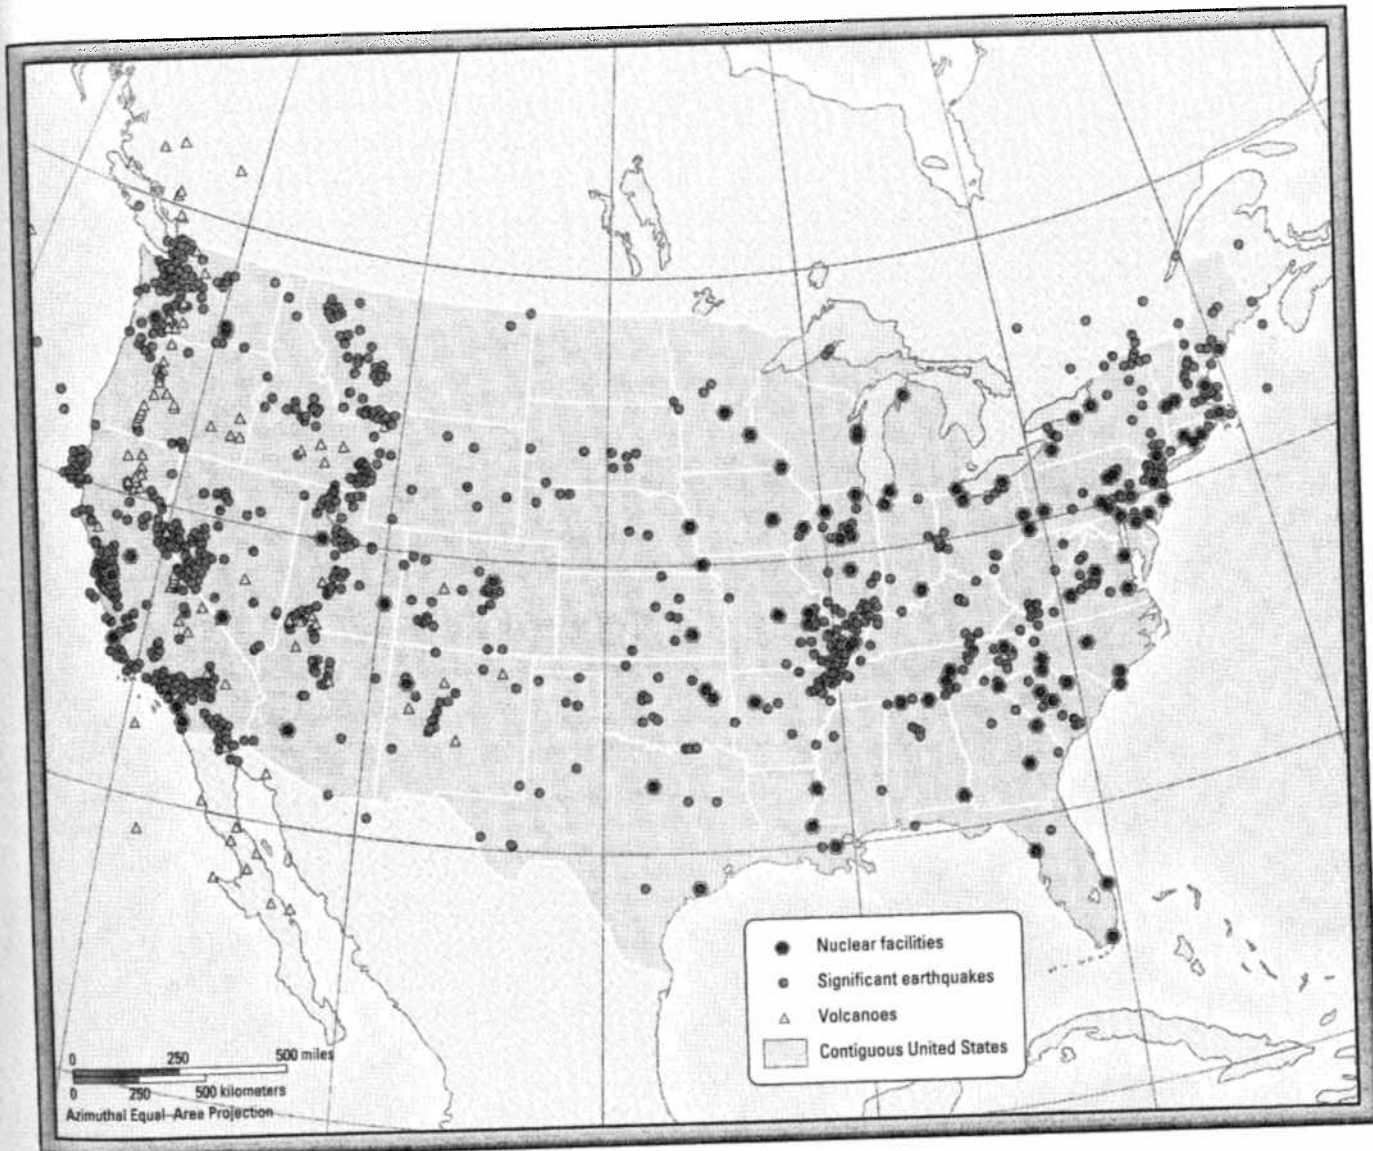 Nuclear facilities
Significant earthquakes
Volcanoes
Contiguous United States
0 250 500 miles
0 250 500 kilometers
Azimuthal Equal-Area Projection